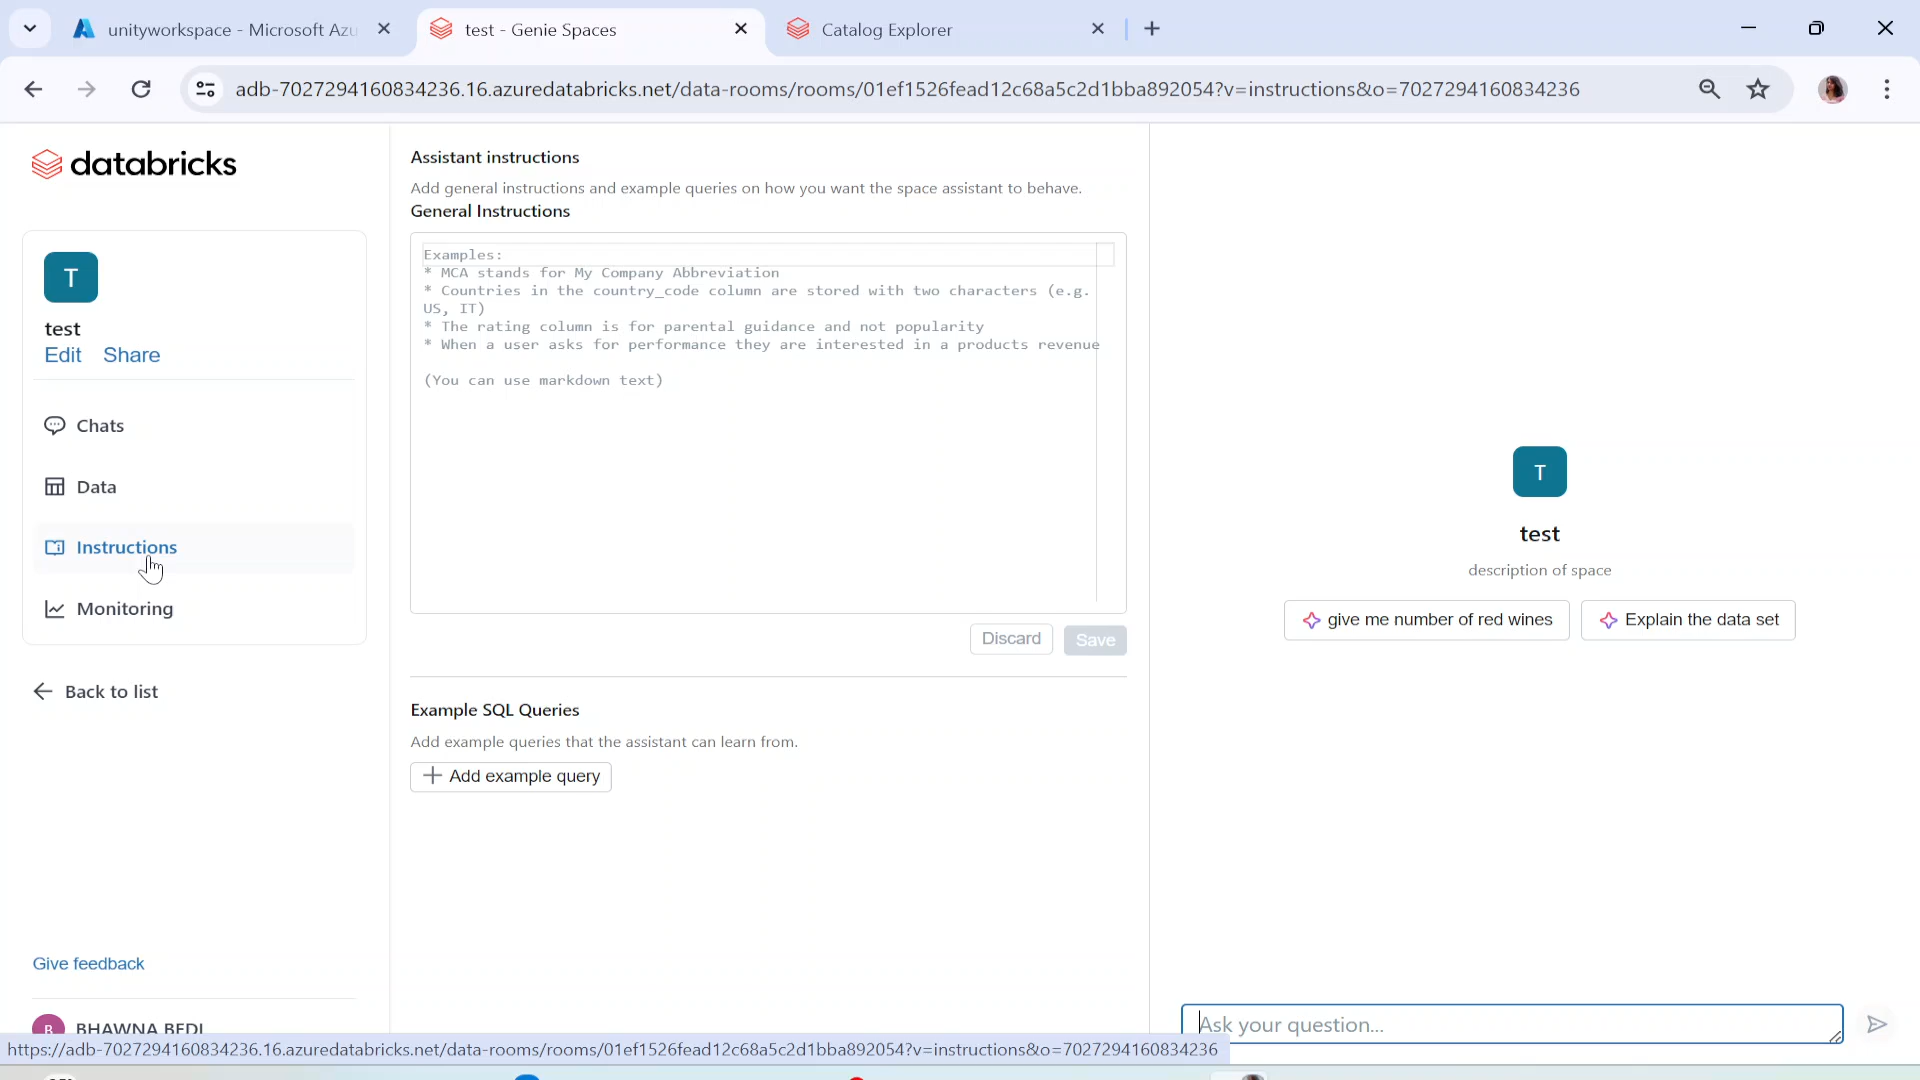 unityworkspace - Microsoft Azu
test - Genie Spaces
Catalog Explorer
adb-7027294160834236.16.azuredatabricks.net/data-rooms/rooms/01ef1526fead12c68a5c2d1bba892054?v=instructions&o=7027294160834236
databricks
T
test
Edit Share
Chats
Data
Instructions
Monitoring
Back to list
Give feedback
B BHAWNA BEDI
https://adb-7027294160834236.16.azuredatabricks.net/data-rooms/rooms/01ef1526fead12c68a5c2d1bba892054?v=instructions&o=7027294160834236
Assistant instructions
Add general instructions and example queries on how you want the space assistant to behave.
General Instructions
Examples:
* MCA stands for My Company Abbreviation
* Countries in the country_code column are stored with two characters (e.g.
US, IT)
* The rating column is for parental guidance and not popularity
* When a user asks for performance they are interested in a products revenue
(You can use markdown text)
Discard Save
Example SQL Queries
Add example queries that the assistant can learn from.
Add example query
T
test
description of space
give me number of red wines
Explain the data set
Ask your question...